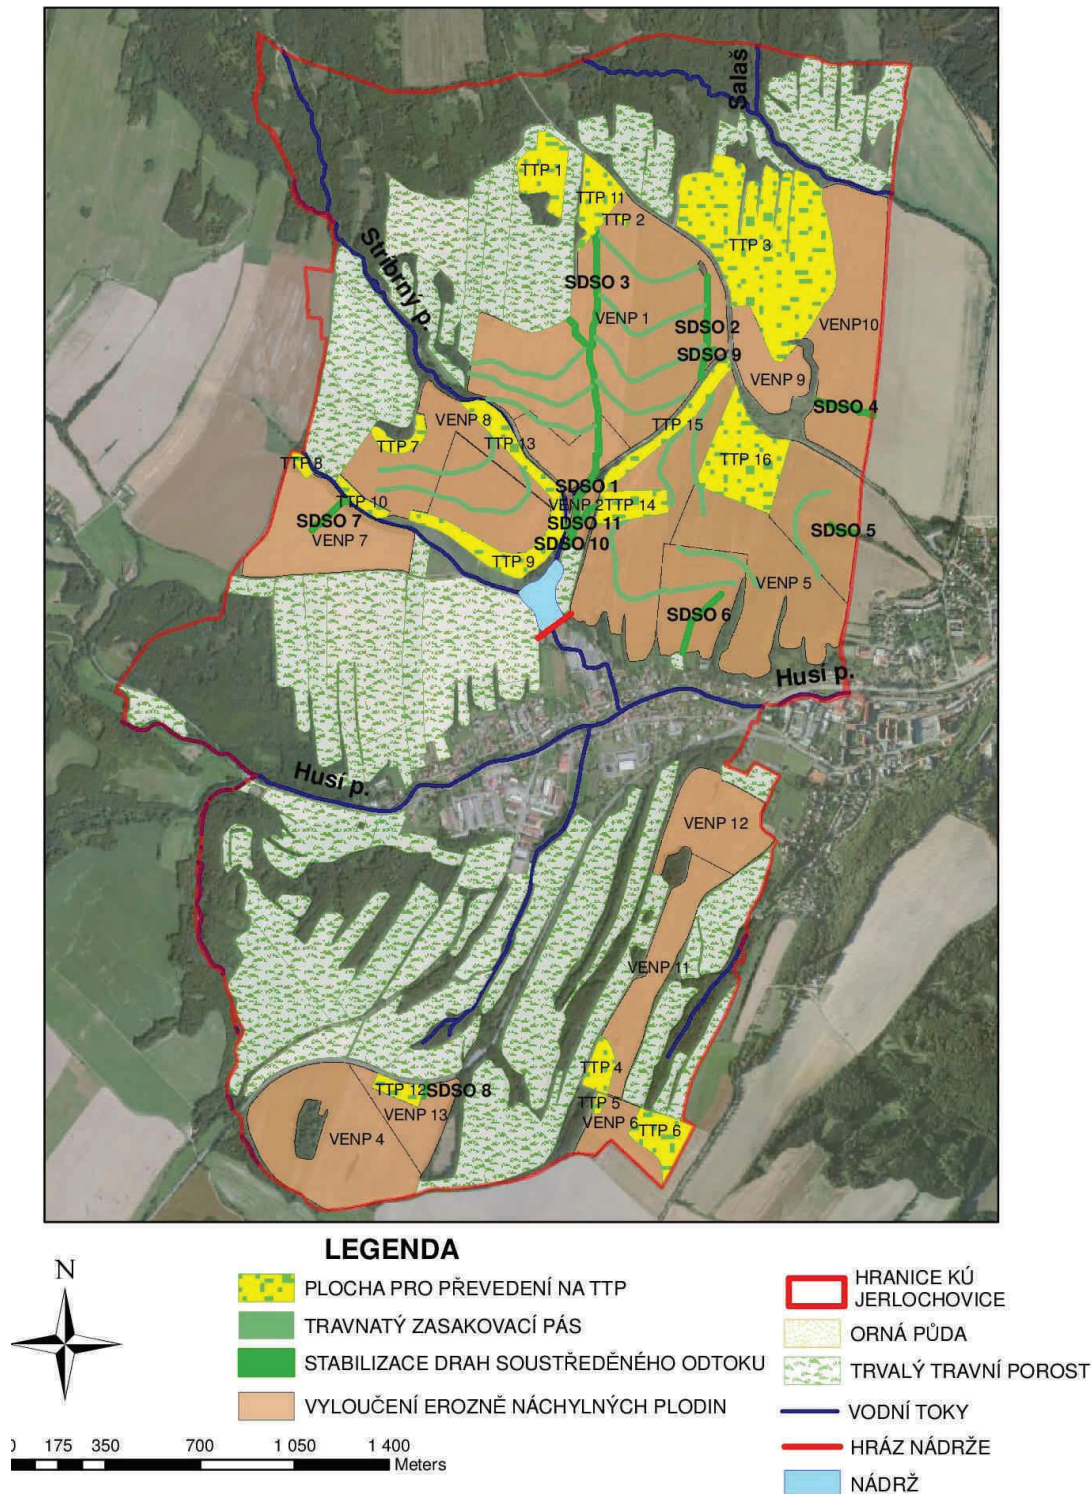 Salaš
TTP 1
TTP 11
TTP 2
TTP 3
Stříbrný p.
SDSO 3
VENP 1
SDSO 2
VENP10
SDSO 9
VENP 9
SDSO 4
VENP 8
TTP 7
TTP 13
TTP 15
TTP 8
TTP 16
TTP 10
SDSO 1
VENP 2
TTP 14
SDSO 7
SDSO 11
SDSO 5
VENP 7
SDSO 10
TTP 9
VENP 5
SDSO 6
Husí p.
Husí p.
VENP 12
VENP 11
TTP 4
TTP 12
SDSO 8
TTP 5
VENP 13
VENP 6
TTP 6
VENP 4
LEGENDA
N
PLOCHA PRO PŘEVEDENÍ NA TTP
TRAVNATÝ ZASAKOVACÍ PÁS
STABILIZACE DRAH SOUSTŘEDĚNÉHO ODTOKU
VYLOUČENÍ EROZNĚ NÁCHYLNÝCH PLODIN
0 175 350 700 1 050 1 400
Meters
HRANICE KÚ
JERLOCHOVICE
ORNÁ PŮDA
TRVALÝ TRAVNÍ POROST
VODNÍ TOKY
HRÁZ NÁDRŽE
NÁDRŽ